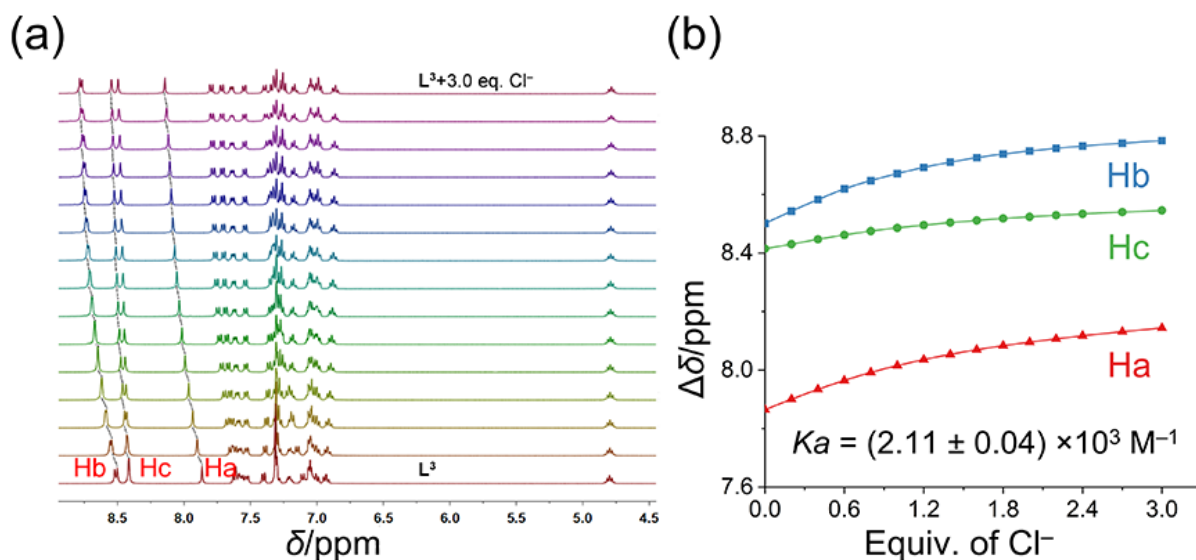 (a)
L³+3.0 eq. Cl⁻
Hb Hc Ha
L³
8.5 8.0 7.5 7.0 6.5 6.0 5.5 5.0 4.5
δ/ppm
(b)
8.8
8.4
8.0
7.6
Δδ/ppm
Hb
Hc
Ha
Ka = (2.11 ± 0.04) ×10³ M⁻¹
0.0 0.6 1.2 1.8 2.4 3.0
Equiv. of Cl⁻